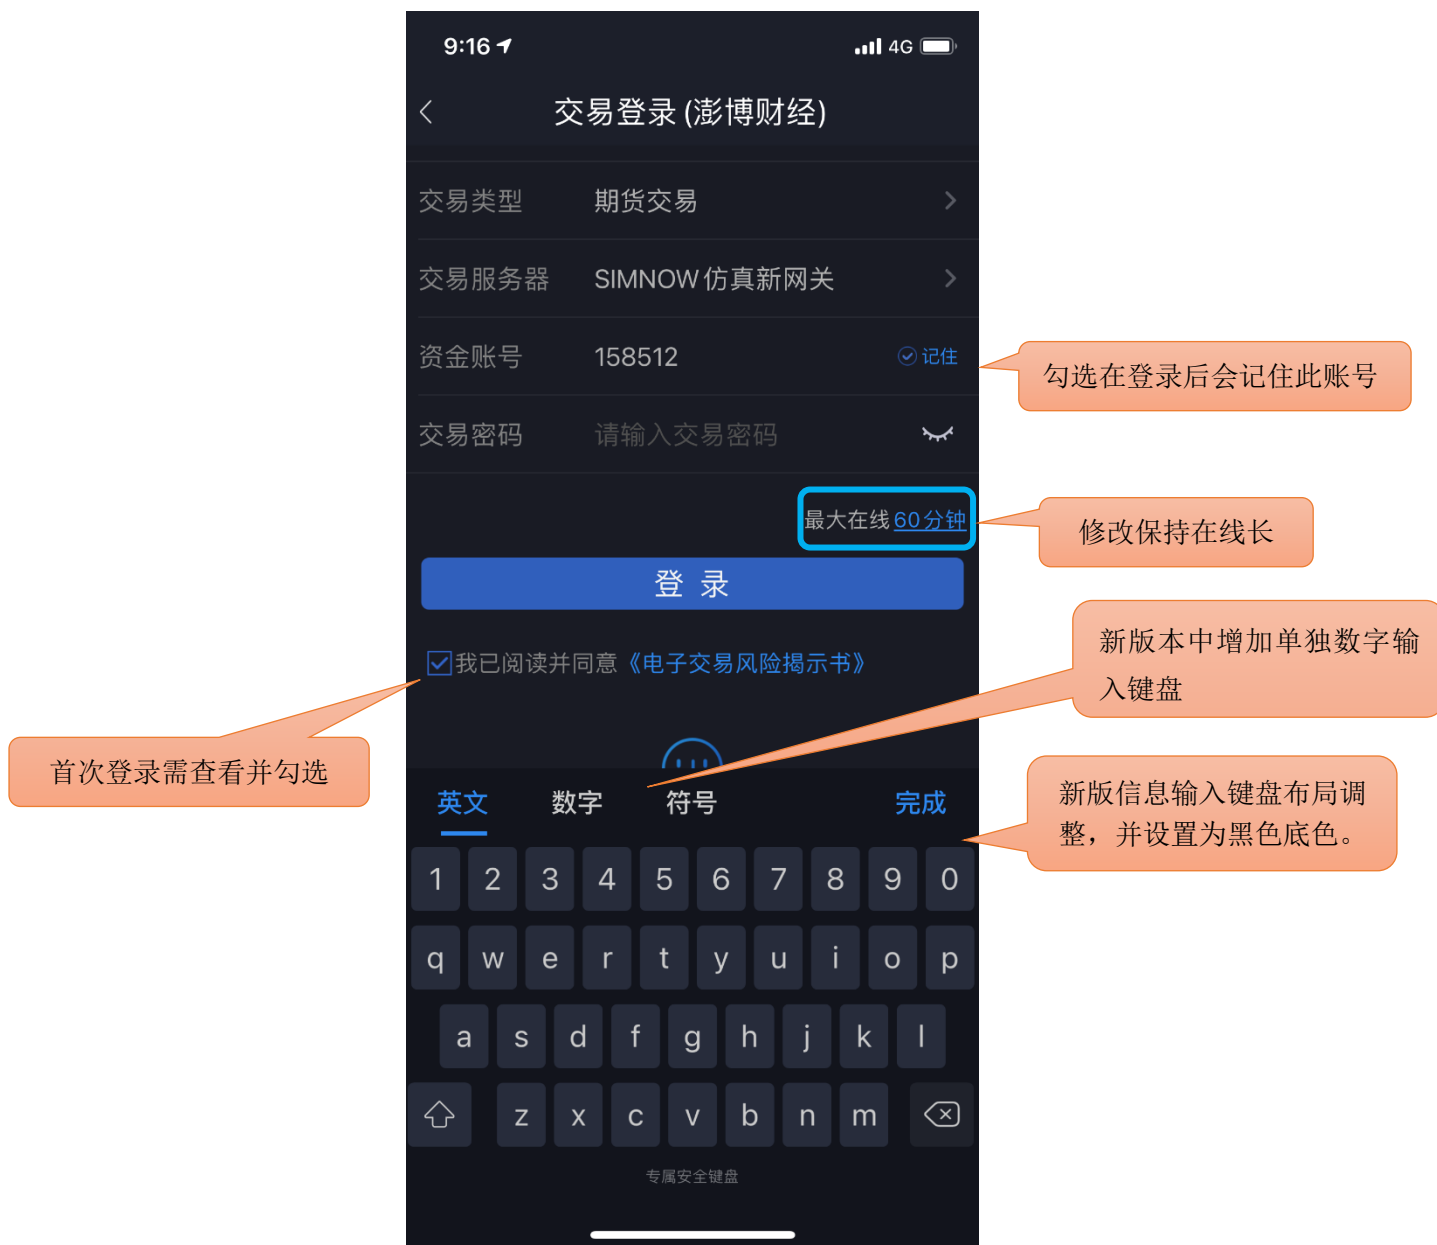 9:16
4G
交易登录(澎博财经)
交易类型 期货交易
交易服务器 SIMNOW仿真新网关
资金账号 158512 记住
勾选在登录后会记住此账号
交易密码 请输入交易密码
最大在线 60分钟
修改保持在线长
登 录
新版本中增加单独数字输
入键盘
我已阅读并同意《电子交易风险揭示书》
首次登录需查看并勾选
新版信息输入键盘布局调
整，并设置为黑色底色。
英文 数字 符号 完成
1 2 3 4 5 6 7 8 9 0
q w e r t y u i o p
a s d f g h j k l
z x c v b n m
专属安全键盘